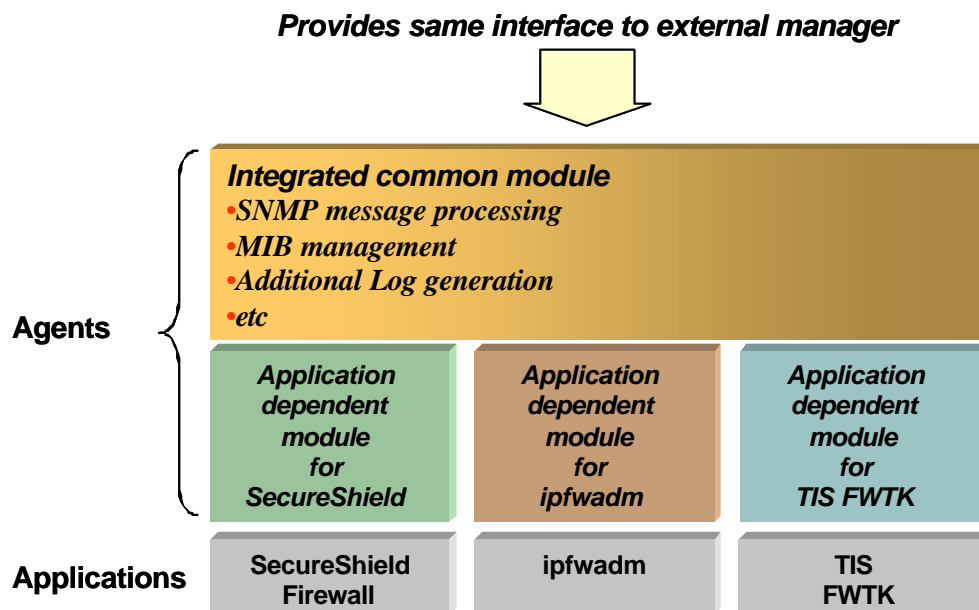 Provides same interface to external manager
Integrated common module
•SNMP message processing
•MIB management
•Additional Log generation
•etc
Agents
Application
dependent
module
for
SecureShield
Application
dependent
module
for
ipfwadm
Application
dependent
module
for
TIS FWTK
Applications
SecureShield
Firewall
ipfwadm
TIS
FWTK